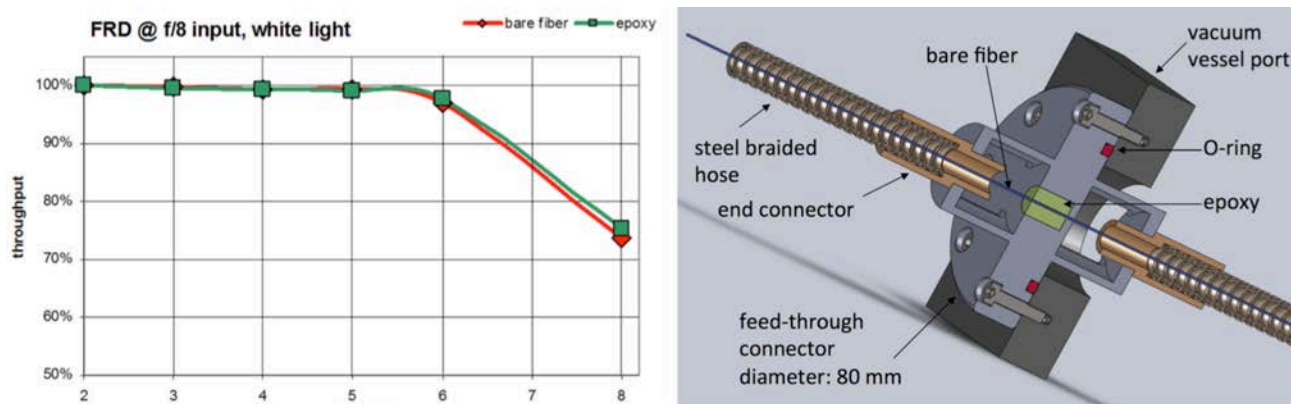 FRD @ f/8 input, white light
bare fiber
epoxy
throughput
100%
90%
80%
70%
60%
50%
2
3
4
5
6
7
8
bare fiber
vacuum
vessel port
steel braided
hose
O-ring
end connector
epoxy
feed-through
connector
diameter: 80 mm